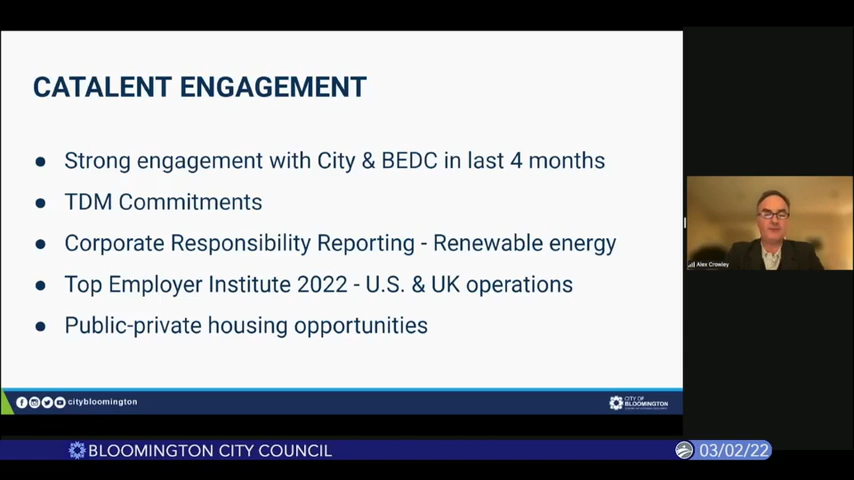 CATALENT ENGAGEMENT
Strong engagement with City & BEDC in last 4 months
TDM Commitments
Corporate Responsibility Reporting - Renewable energy
Top Employer Institute 2022 - U.S. & UK operations
Public-private housing opportunities
Alex Crowley
citybloomington
CITY OF
BLOOMINGTON
BLOOMINGTON CITY COUNCIL
03/02/22